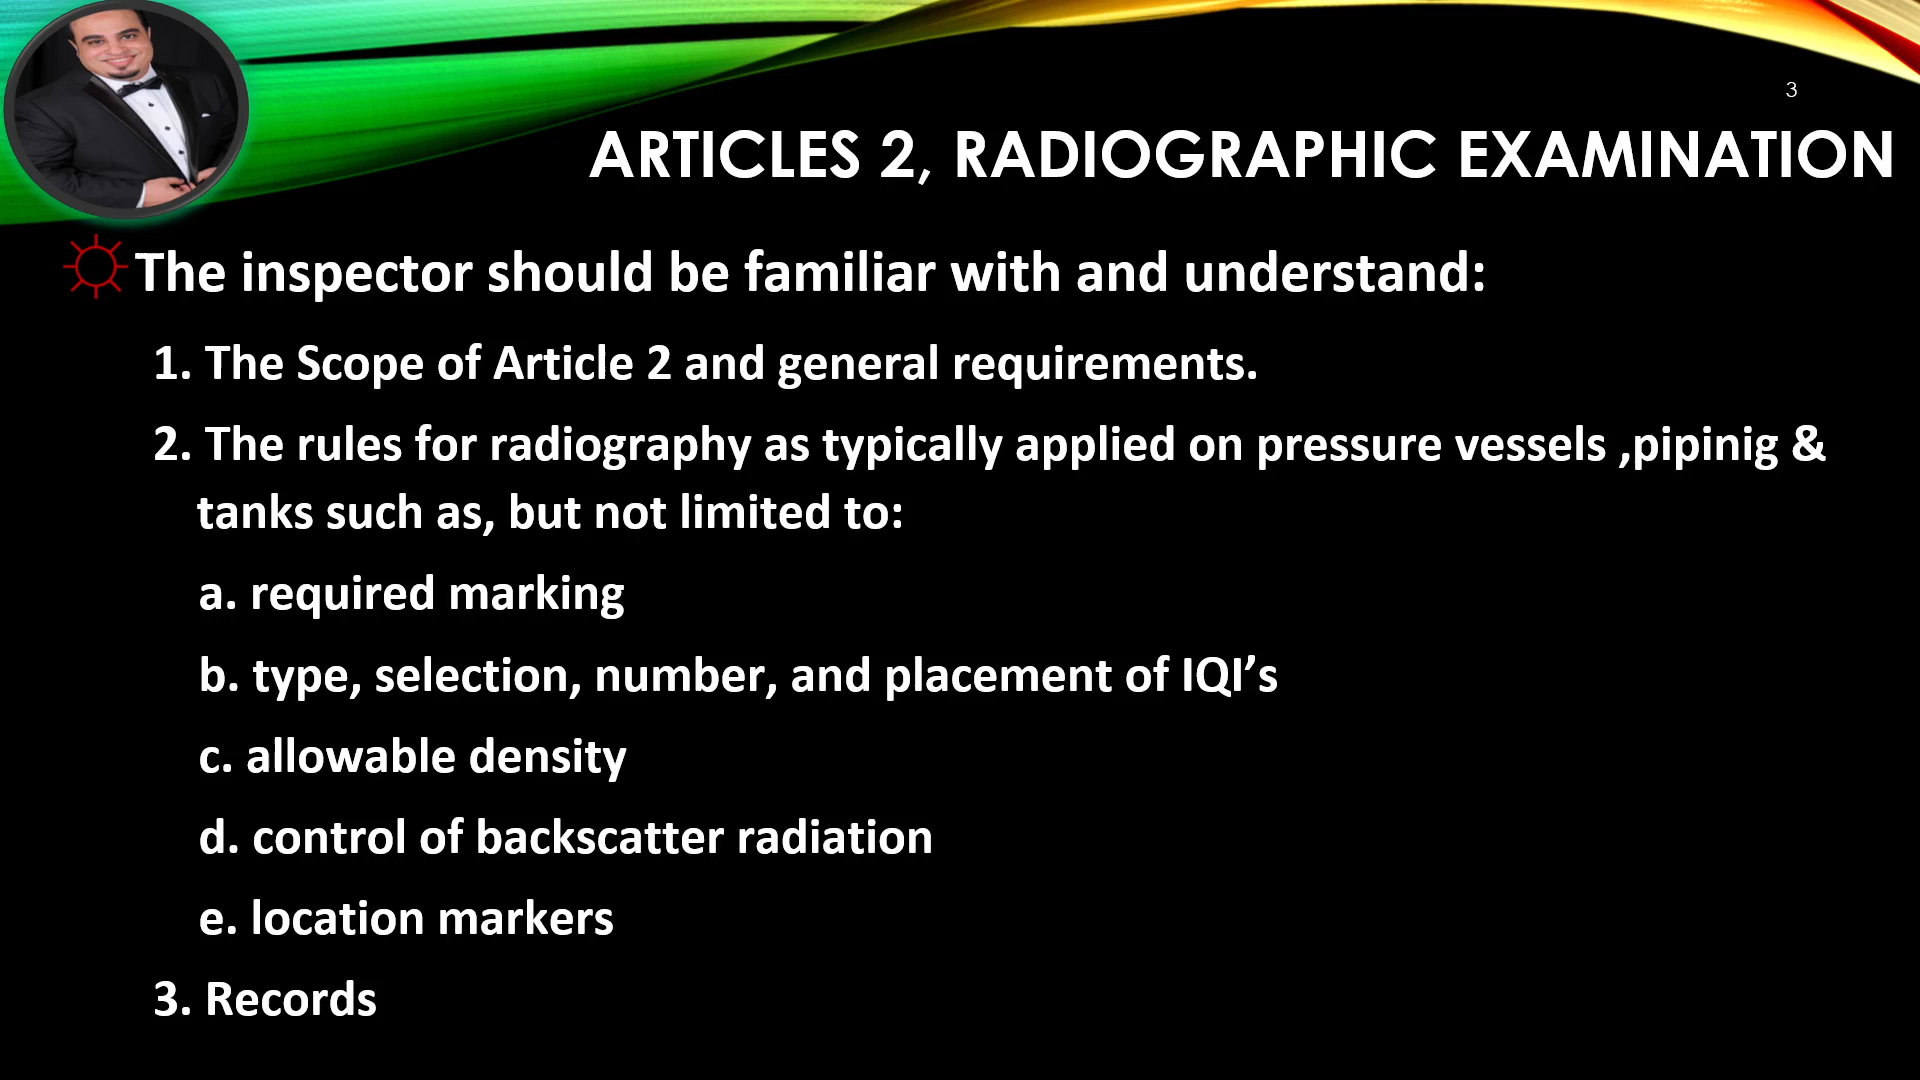 3
ARTICLES 2, RADIOGRAPHIC EXAMINATION
The inspector should be familiar with and understand:
1. The Scope of Article 2 and general requirements.
2. The rules for radiography as typically applied on pressure vessels ,pipinig &
tanks such as, but not limited to:
a. required marking
b. type, selection, number, and placement of IQI’s
c. allowable density
d. control of backscatter radiation
e. location markers
3. Records